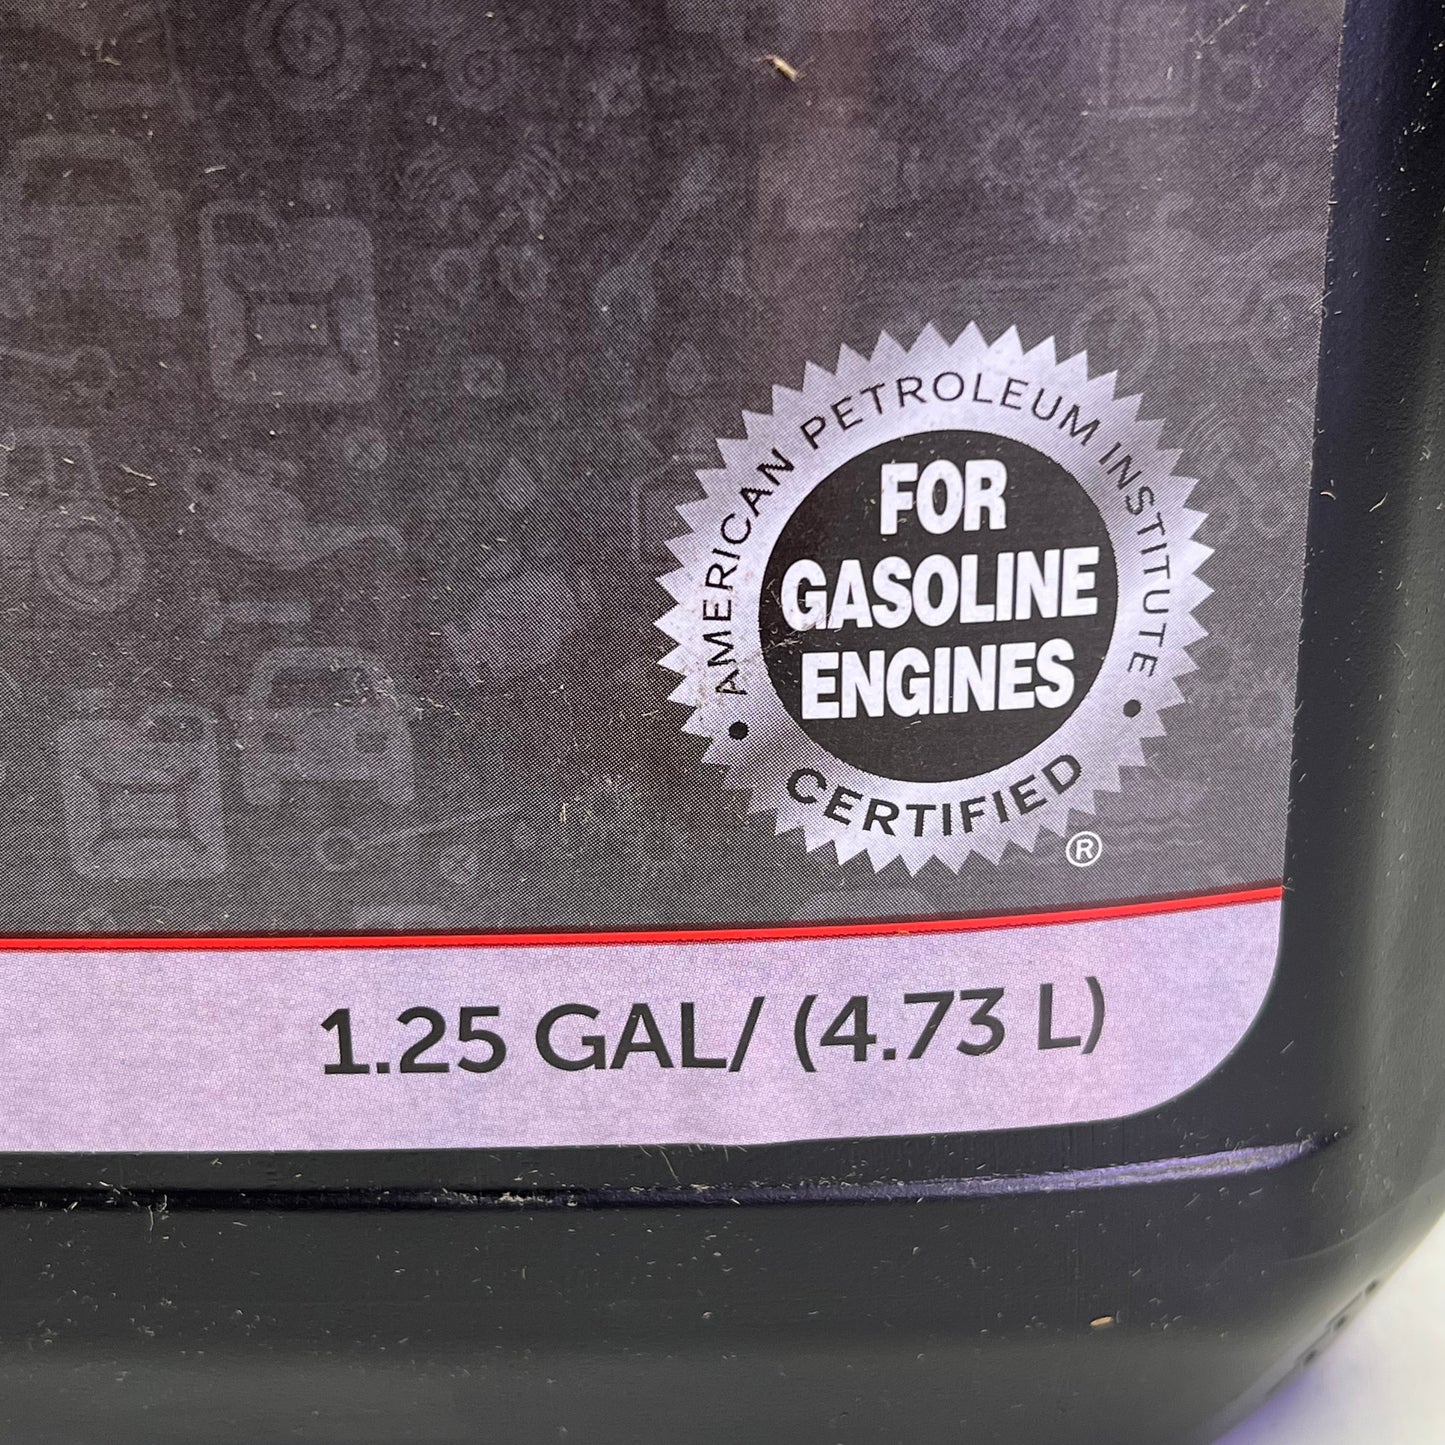 AMERICAN PETROLEUM INSTITUTE
FOR
GASOLINE
ENGINES
• CERTIFIED •
®
1.25 GAL/ (4.73 L)